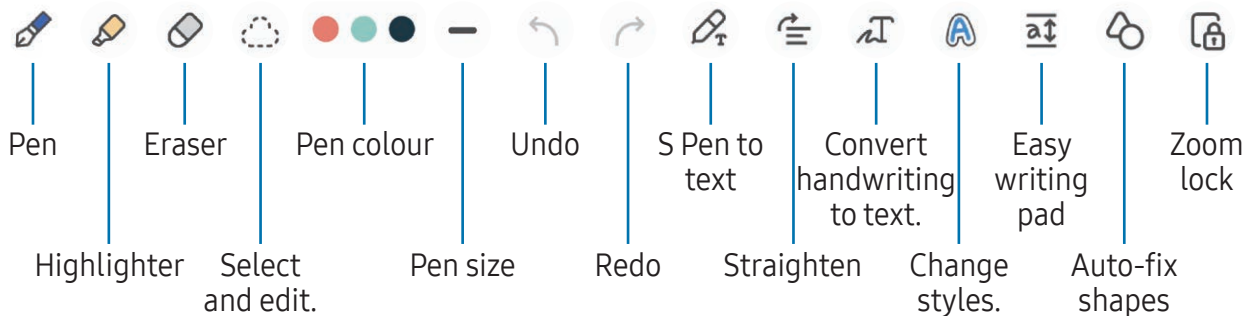 Pen
Eraser
Pen colour
Undo
S Pen to
text
Convert
handwriting
to text.
Easy
writing
pad
Zoom
lock
Highlighter
Select
and edit.
Pen size
Redo
Straighten
Change
styles.
Auto-fix
shapes